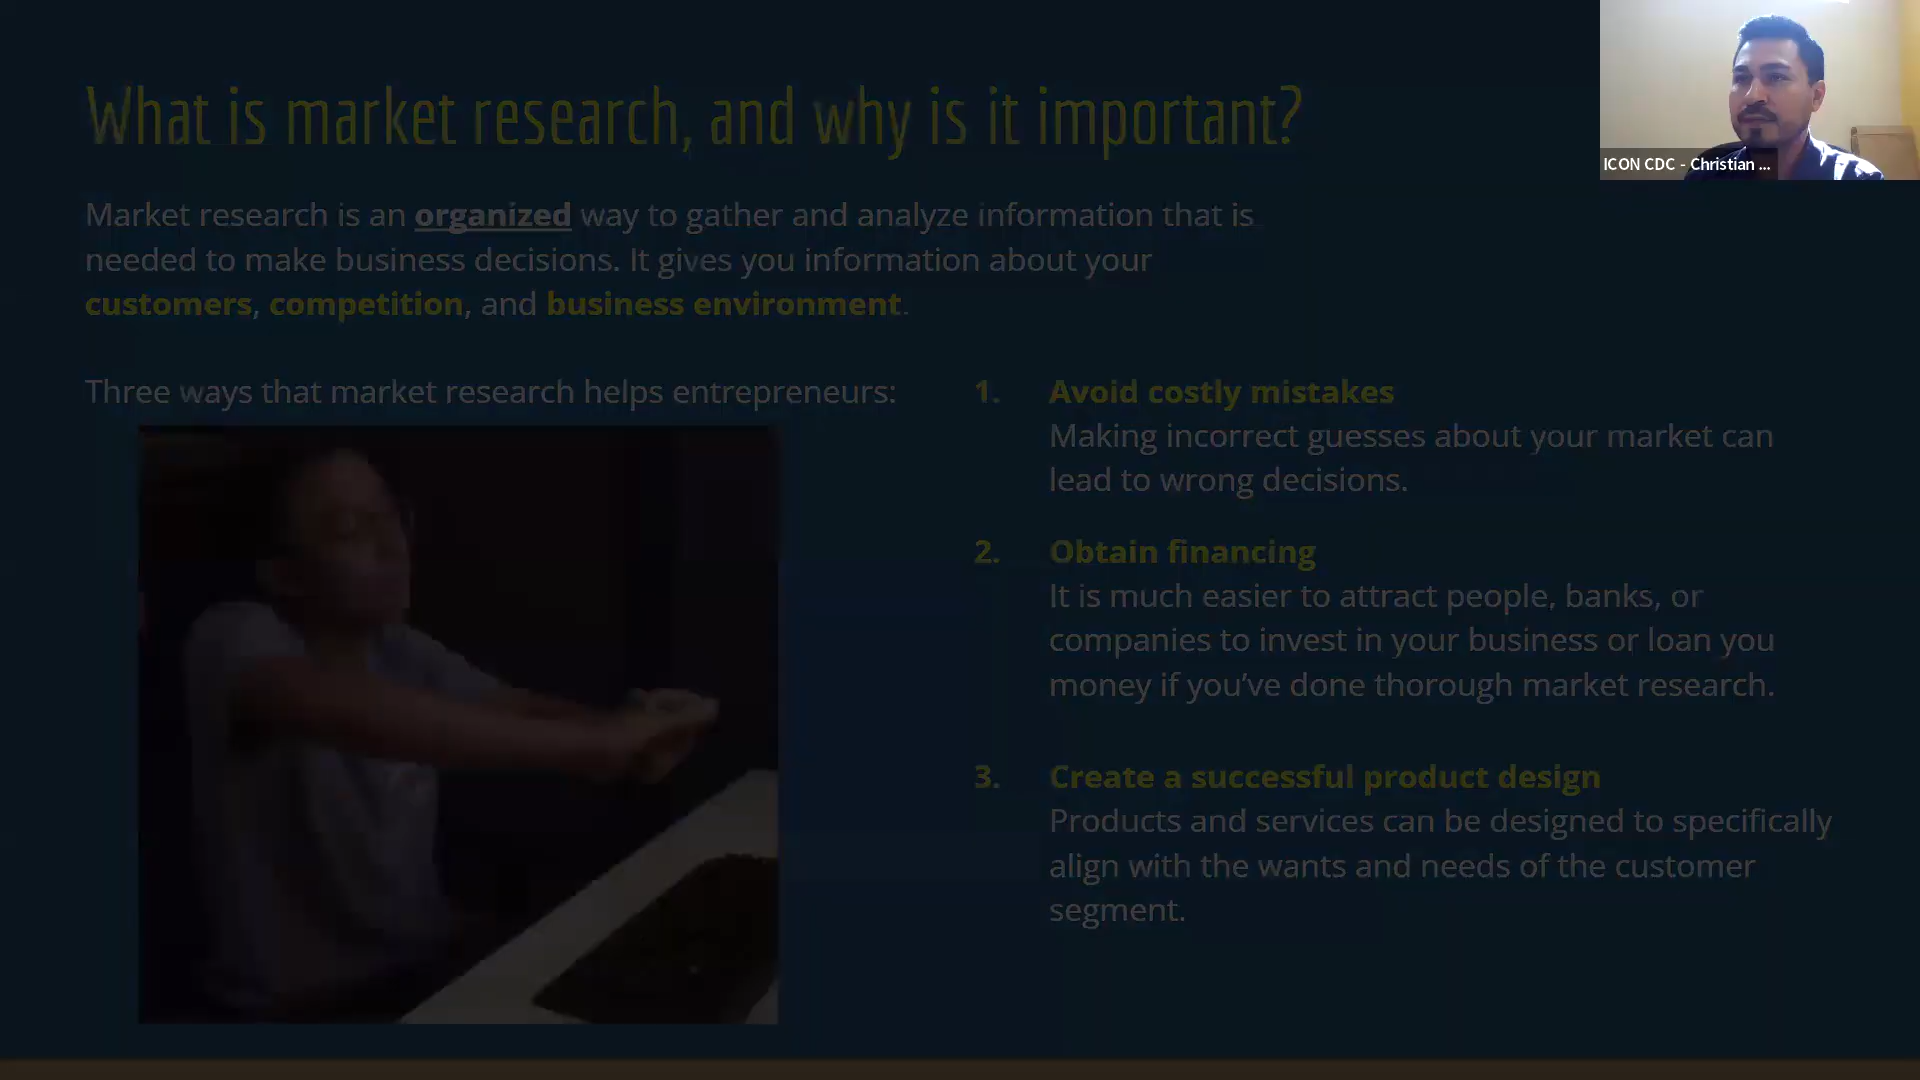 What is market research, and why is it important?
ICON CDC - Christian ...
Market research is an organized way to gather and analyze information that is
needed to make business decisions. It gives you information about your
customers, competition, and business environment.
Three ways that market research helps entrepreneurs:
1. Avoid costly mistakes
Making incorrect guesses about your market can
lead to wrong decisions.
2. Obtain financing
It is much easier to attract people, banks, or
companies to invest in your business or loan you
money if you’ve done thorough market research.
3. Create a successful product design
Products and services can be designed to specifically
align with the wants and needs of the customer
segment.